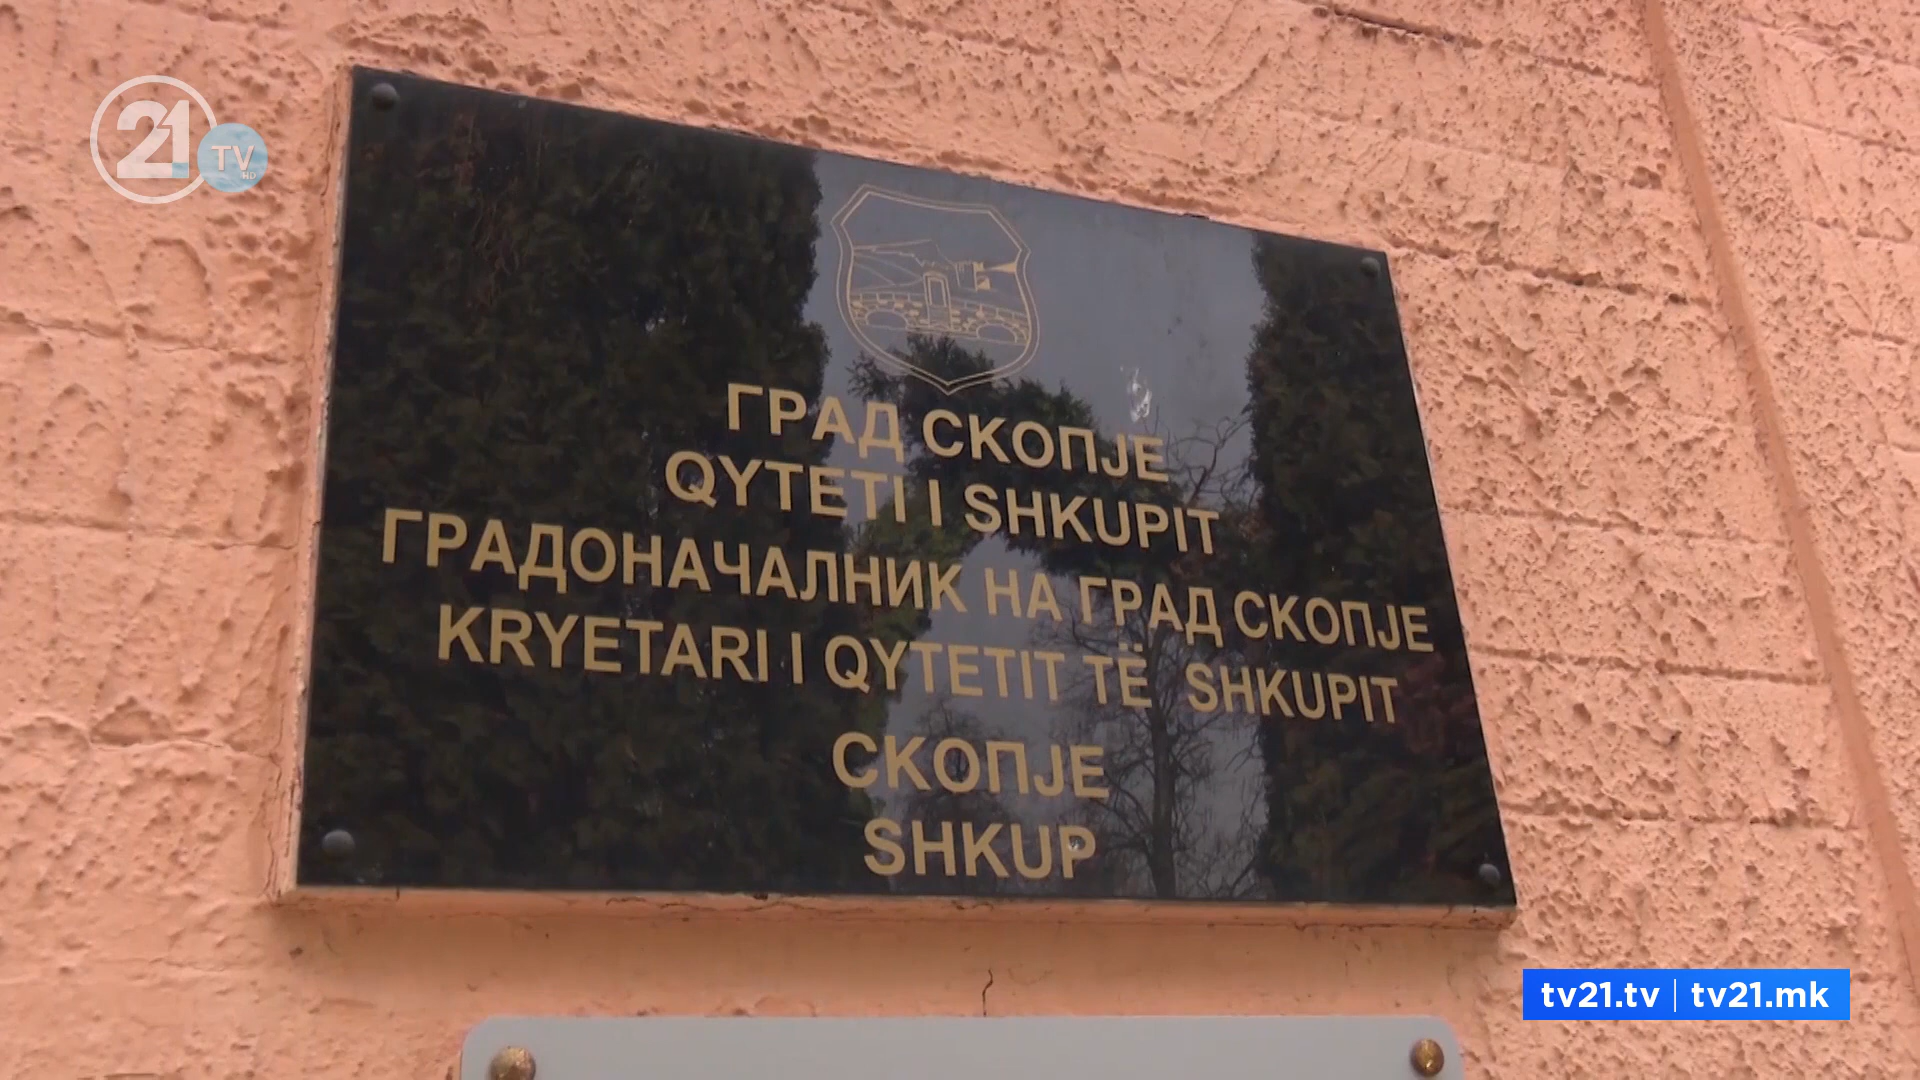 21
TV
HD
ГРАД СКОПЈЕ
QYTETI I SHKUPIT
ГРАДОНАЧАЛНИК НА ГРАД СКОПЈЕ
KRYETARI I QYTETIT TË SHKUPIT
СКОПЈЕ
SHKUP
tv21.tv | tv21.mk